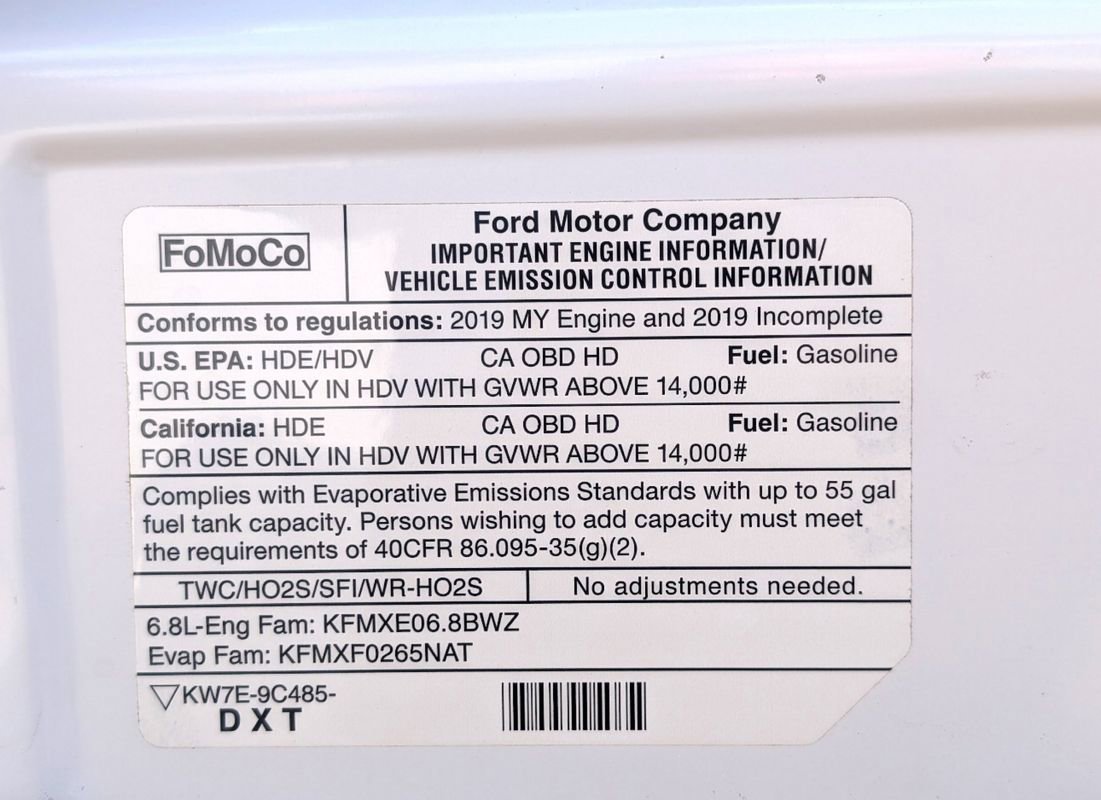 FoMoCo
Ford Motor Company
IMPORTANT ENGINE INFORMATION/
VEHICLE EMISSION CONTROL INFORMATION
Conforms to regulations: 2019 MY Engine and 2019 Incomplete
U.S. EPA: HDE/HDV CA OBD HD Fuel: Gasoline
FOR USE ONLY IN HDV WITH GVWR ABOVE 14,000#
California: HDE CA OBD HD Fuel: Gasoline
FOR USE ONLY IN HDV WITH GVWR ABOVE 14,000#
Complies with Evaporative Emissions Standards with up to 55 gal
fuel tank capacity. Persons wishing to add capacity must meet
the requirements of 40CFR 86.095-35(g)(2).
TWC/HO2S/SFI/WR-HO2S No adjustments needed.
6.8L-Eng Fam: KFMXE06.8BWZ
Evap Fam: KFMXF0265NAT
▽KW7E-9C485-
DXT